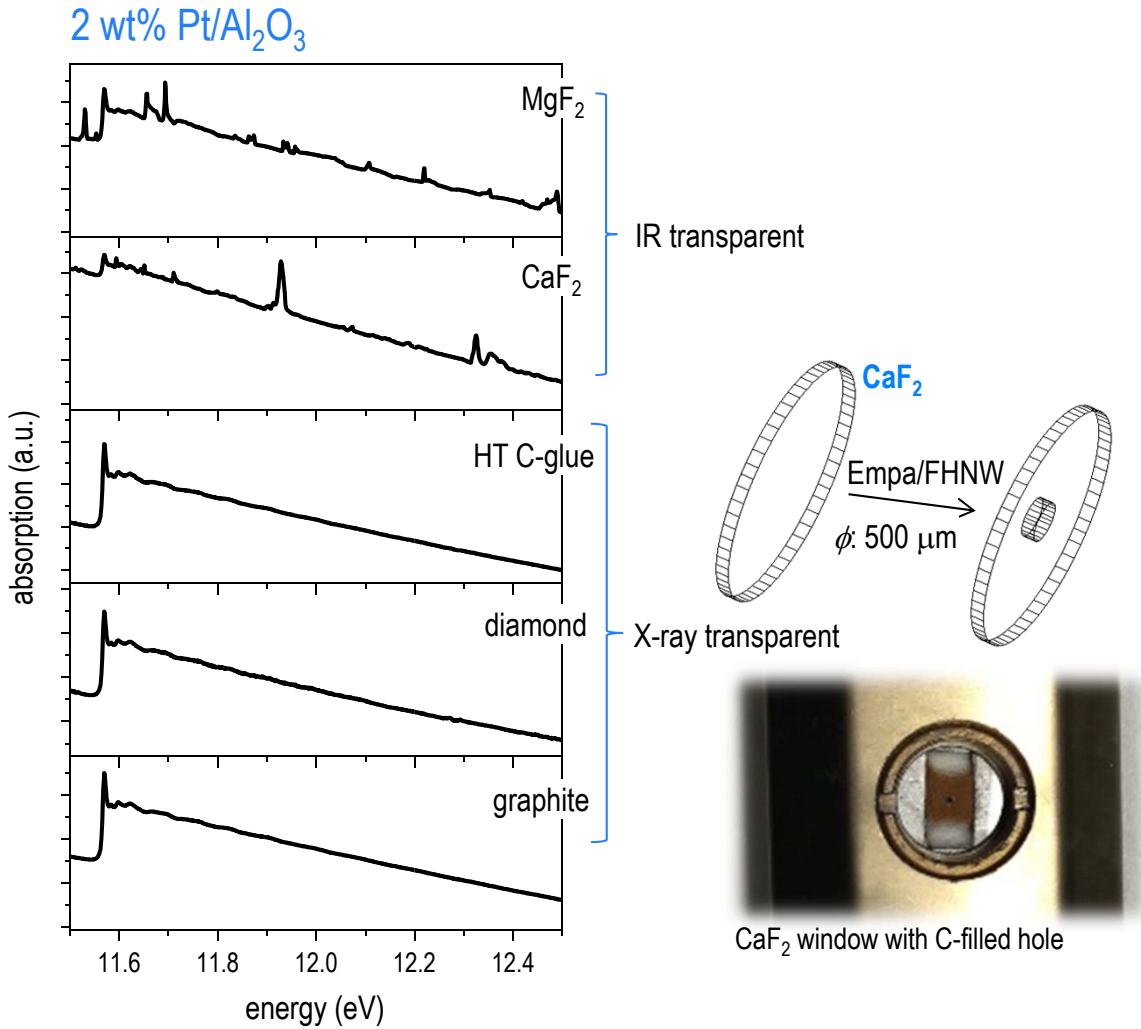 2 wt% Pt/Al₂O₃
MgF₂
CaF₂
HT C-glue
diamond
graphite
absorption (a.u.)
11.6 11.8 12.0 12.2 12.4
energy (eV)
IR transparent
X-ray transparent
CaF₂
Empa/FHNW
ϕ: 500 μm
CaF₂ window with C-filled hole